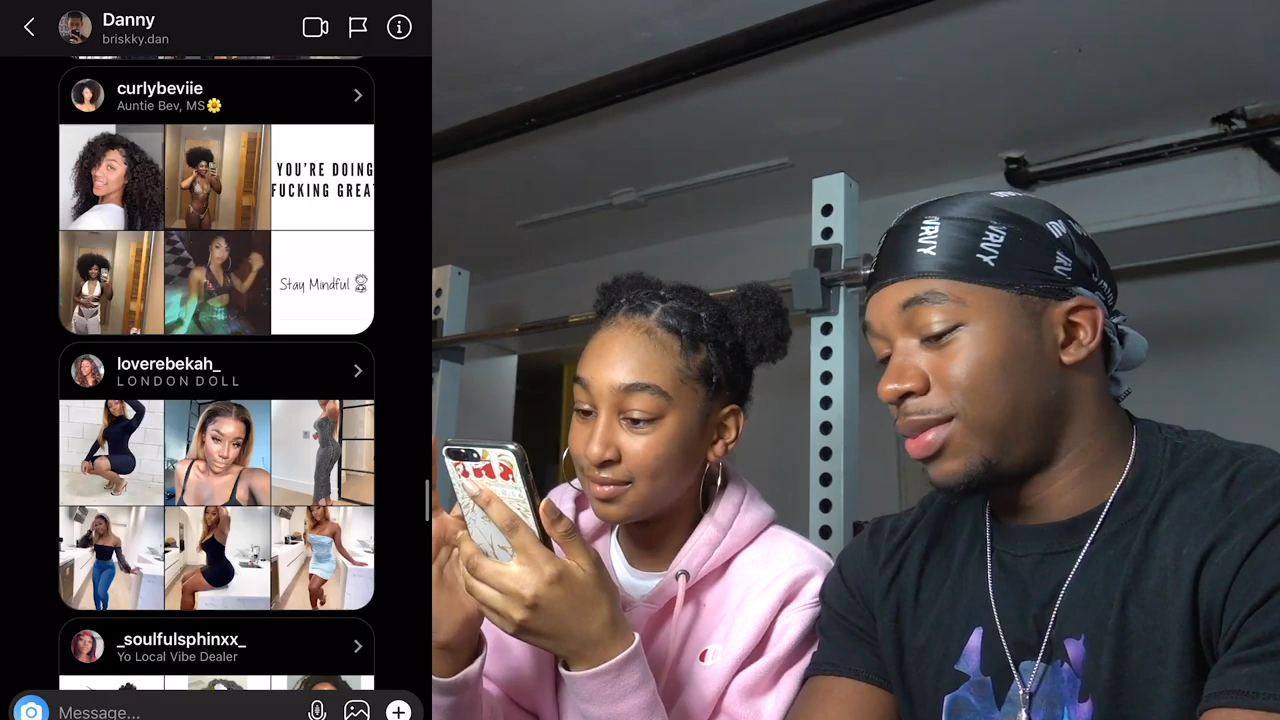 Danny
briskky.dan
curlybeviie
Auntie Bev, MS🌼
YOU'RE DOING
FUCKING GREAT
Stay Mindful
loverebekah_
LONDON DOLL
_soulfulsphinxx_
Yo Local Vibe Dealer
Message...
NVRVY